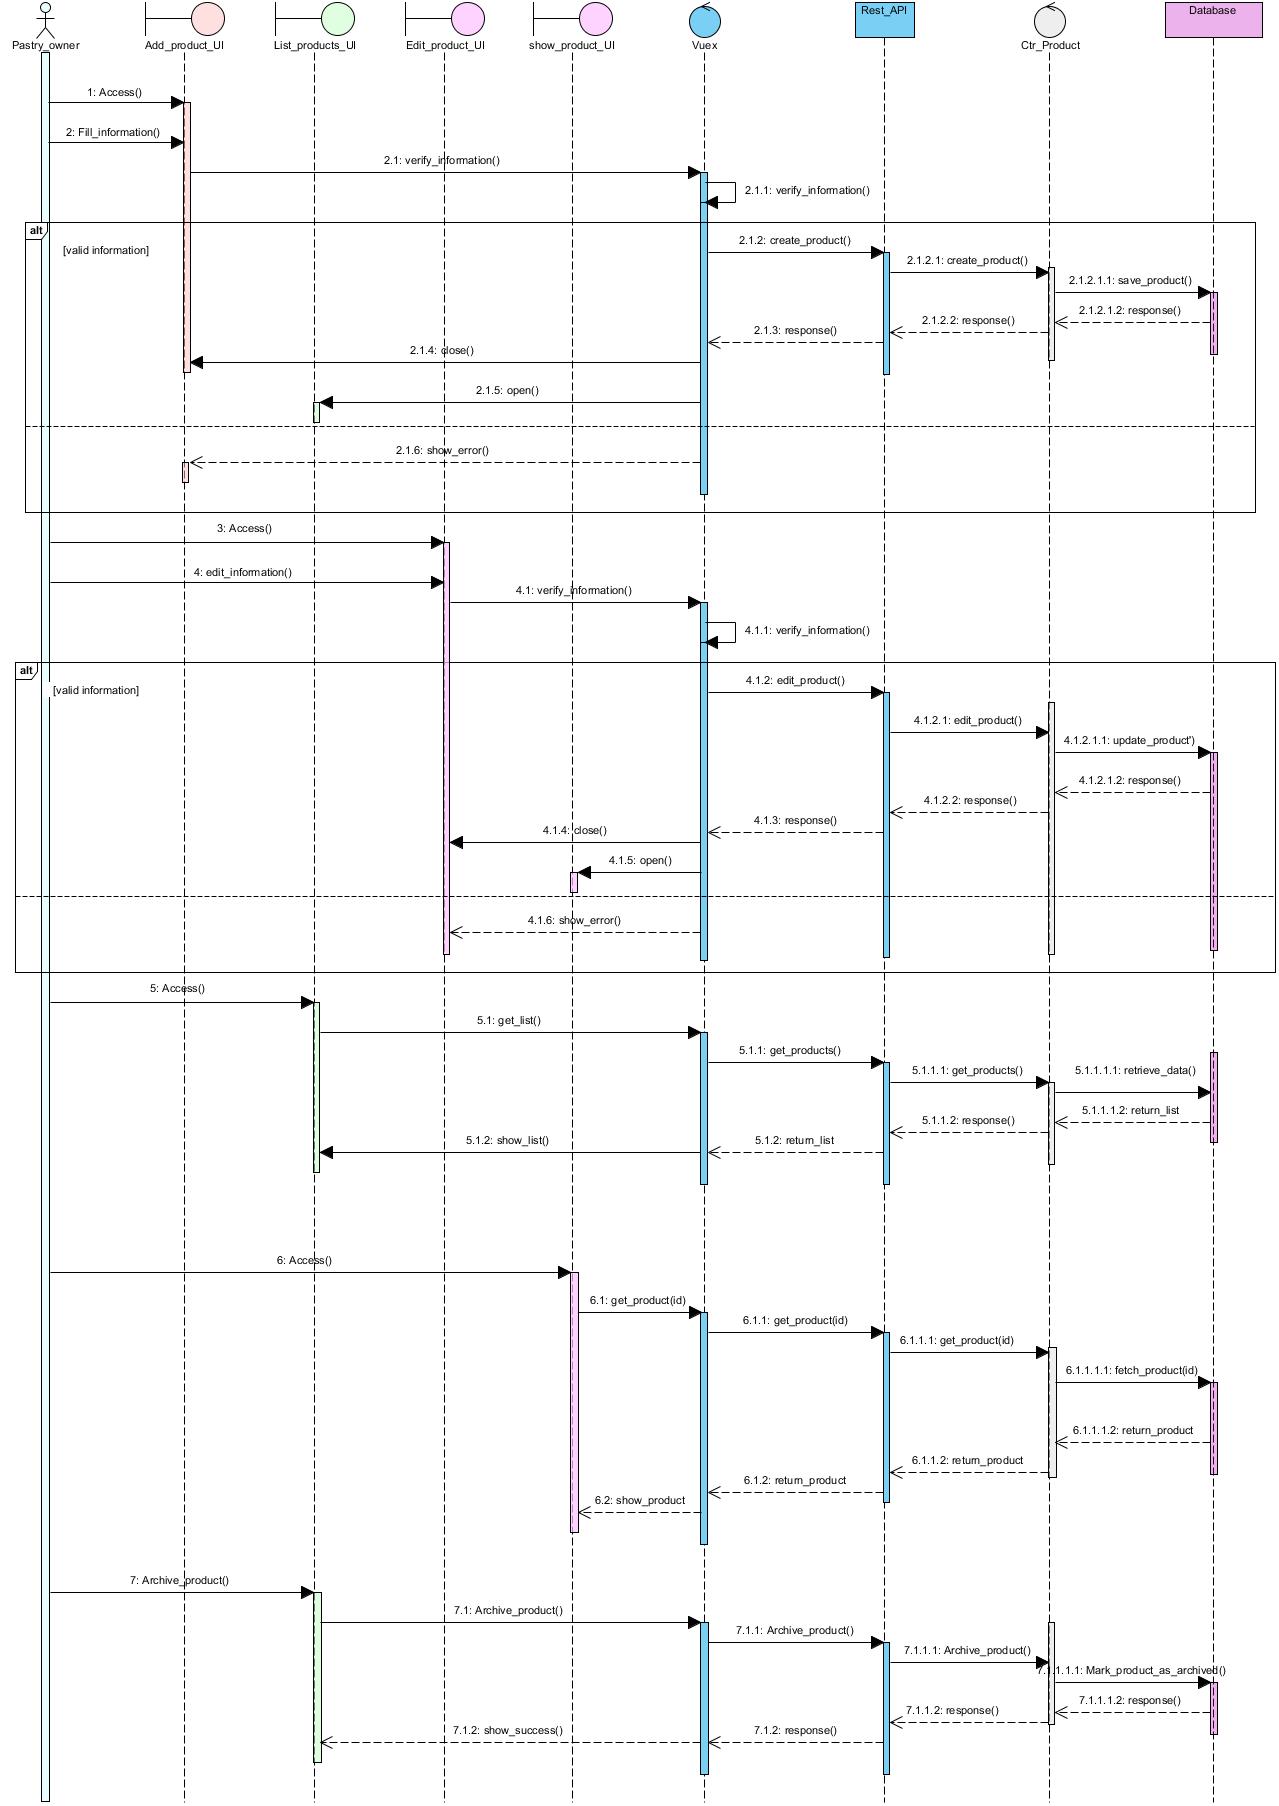 Pastry_owner
Add_product_UI
List_products_UI
Edit_product_UI
show_product_UI
Vuex
Rest_API
Ctr_Product
Database
1: Access()
2: Fill_information()
2.1: verify_information()
2.1.1: verify_information()
alt
[valid information]
2.1.2: create_product()
2.1.2.1: create_product()
2.1.2.1.1: save_product()
2.1.2.1.2: response()
2.1.2.2: response()
2.1.3: response()
2.1.4: close()
2.1.5: open()
2.1.6: show_error()
3: Access()
4: edit_information()
4.1: verify_information()
4.1.1: verify_information()
alt
[valid information]
4.1.2: edit_product()
4.1.2.1: edit_product()
4.1.2.1.1: update_product')
4.1.2.1.2: response()
4.1.2.2: response()
4.1.3: response()
4.1.4: close()
4.1.5: open()
4.1.6: show_error()
5: Access()
5.1: get_list()
5.1.1: get_products()
5.1.1.1: get_products()
5.1.1.1.1: retrieve_data()
5.1.1.1.2: return_list
5.1.1.2: response()
5.1.2: show_list()
5.1.2: return_list
6: Access()
6.1: get_product(id)
6.1.1: get_product(id)
6.1.1.1: get_product(id)
6.1.1.1.1: fetch_product(id)
6.1.1.1.2: return_product
6.1.1.2: return_product
6.1.2: return_product
6.2: show_product
7: Archive_product()
7.1: Archive_product()
7.1.1: Archive_product()
7.1.1.1: Archive_product()
7.1.1.1.1: Mark_product_as_archived()
7.1.1.1.2: response()
7.1.1.2: response()
7.1.2: show_success()
7.1.2: response()